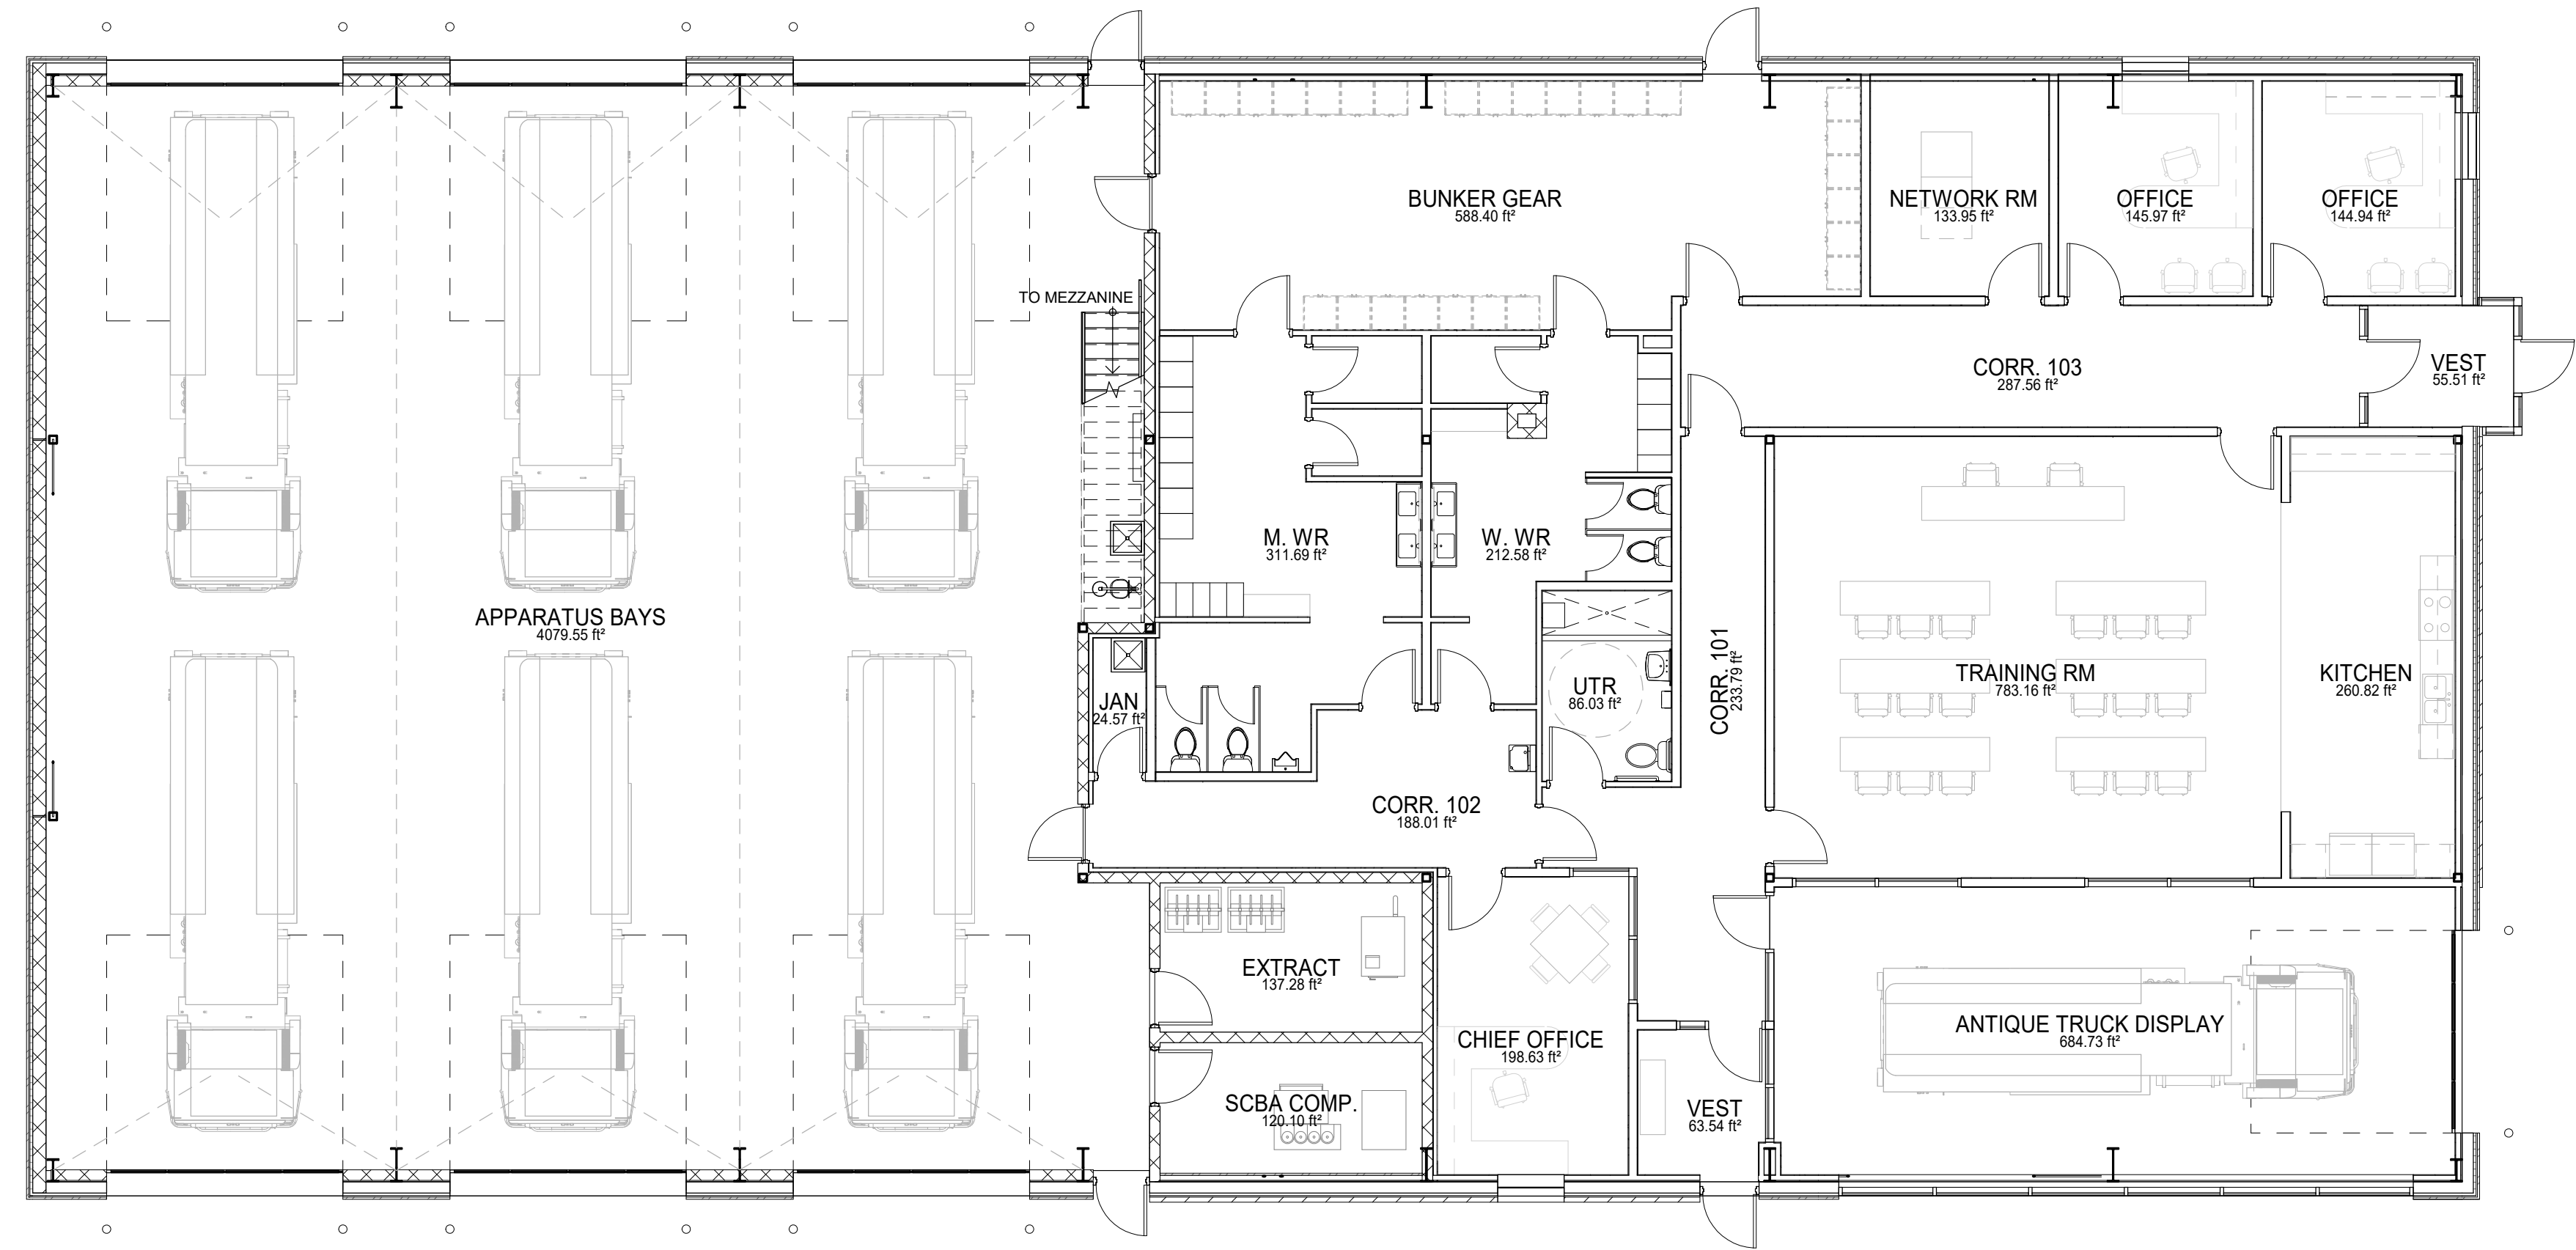 BUNKER GEAR
588.40 ft²
NETWORK RM
133.95 ft²
OFFICE
145.97 ft²
OFFICE
144.94 ft²
TO MEZZANINE
CORR. 103
287.56 ft²
VEST
55.51 ft²
M. WR
311.69 ft²
W. WR
212.58 ft²
APPARATUS BAYS
4079.55 ft²
JAN
24.57 ft²
UTR
86.03 ft²
CORR. 101
233.79 ft²
TRAINING RM
783.16 ft²
KITCHEN
260.82 ft²
CORR. 102
188.01 ft²
EXTRACT
137.28 ft²
CHIEF OFFICE
198.63 ft²
ANTIQUE TRUCK DISPLAY
684.73 ft²
SCBA COMP.
120.10 ft²
VEST
63.54 ft²